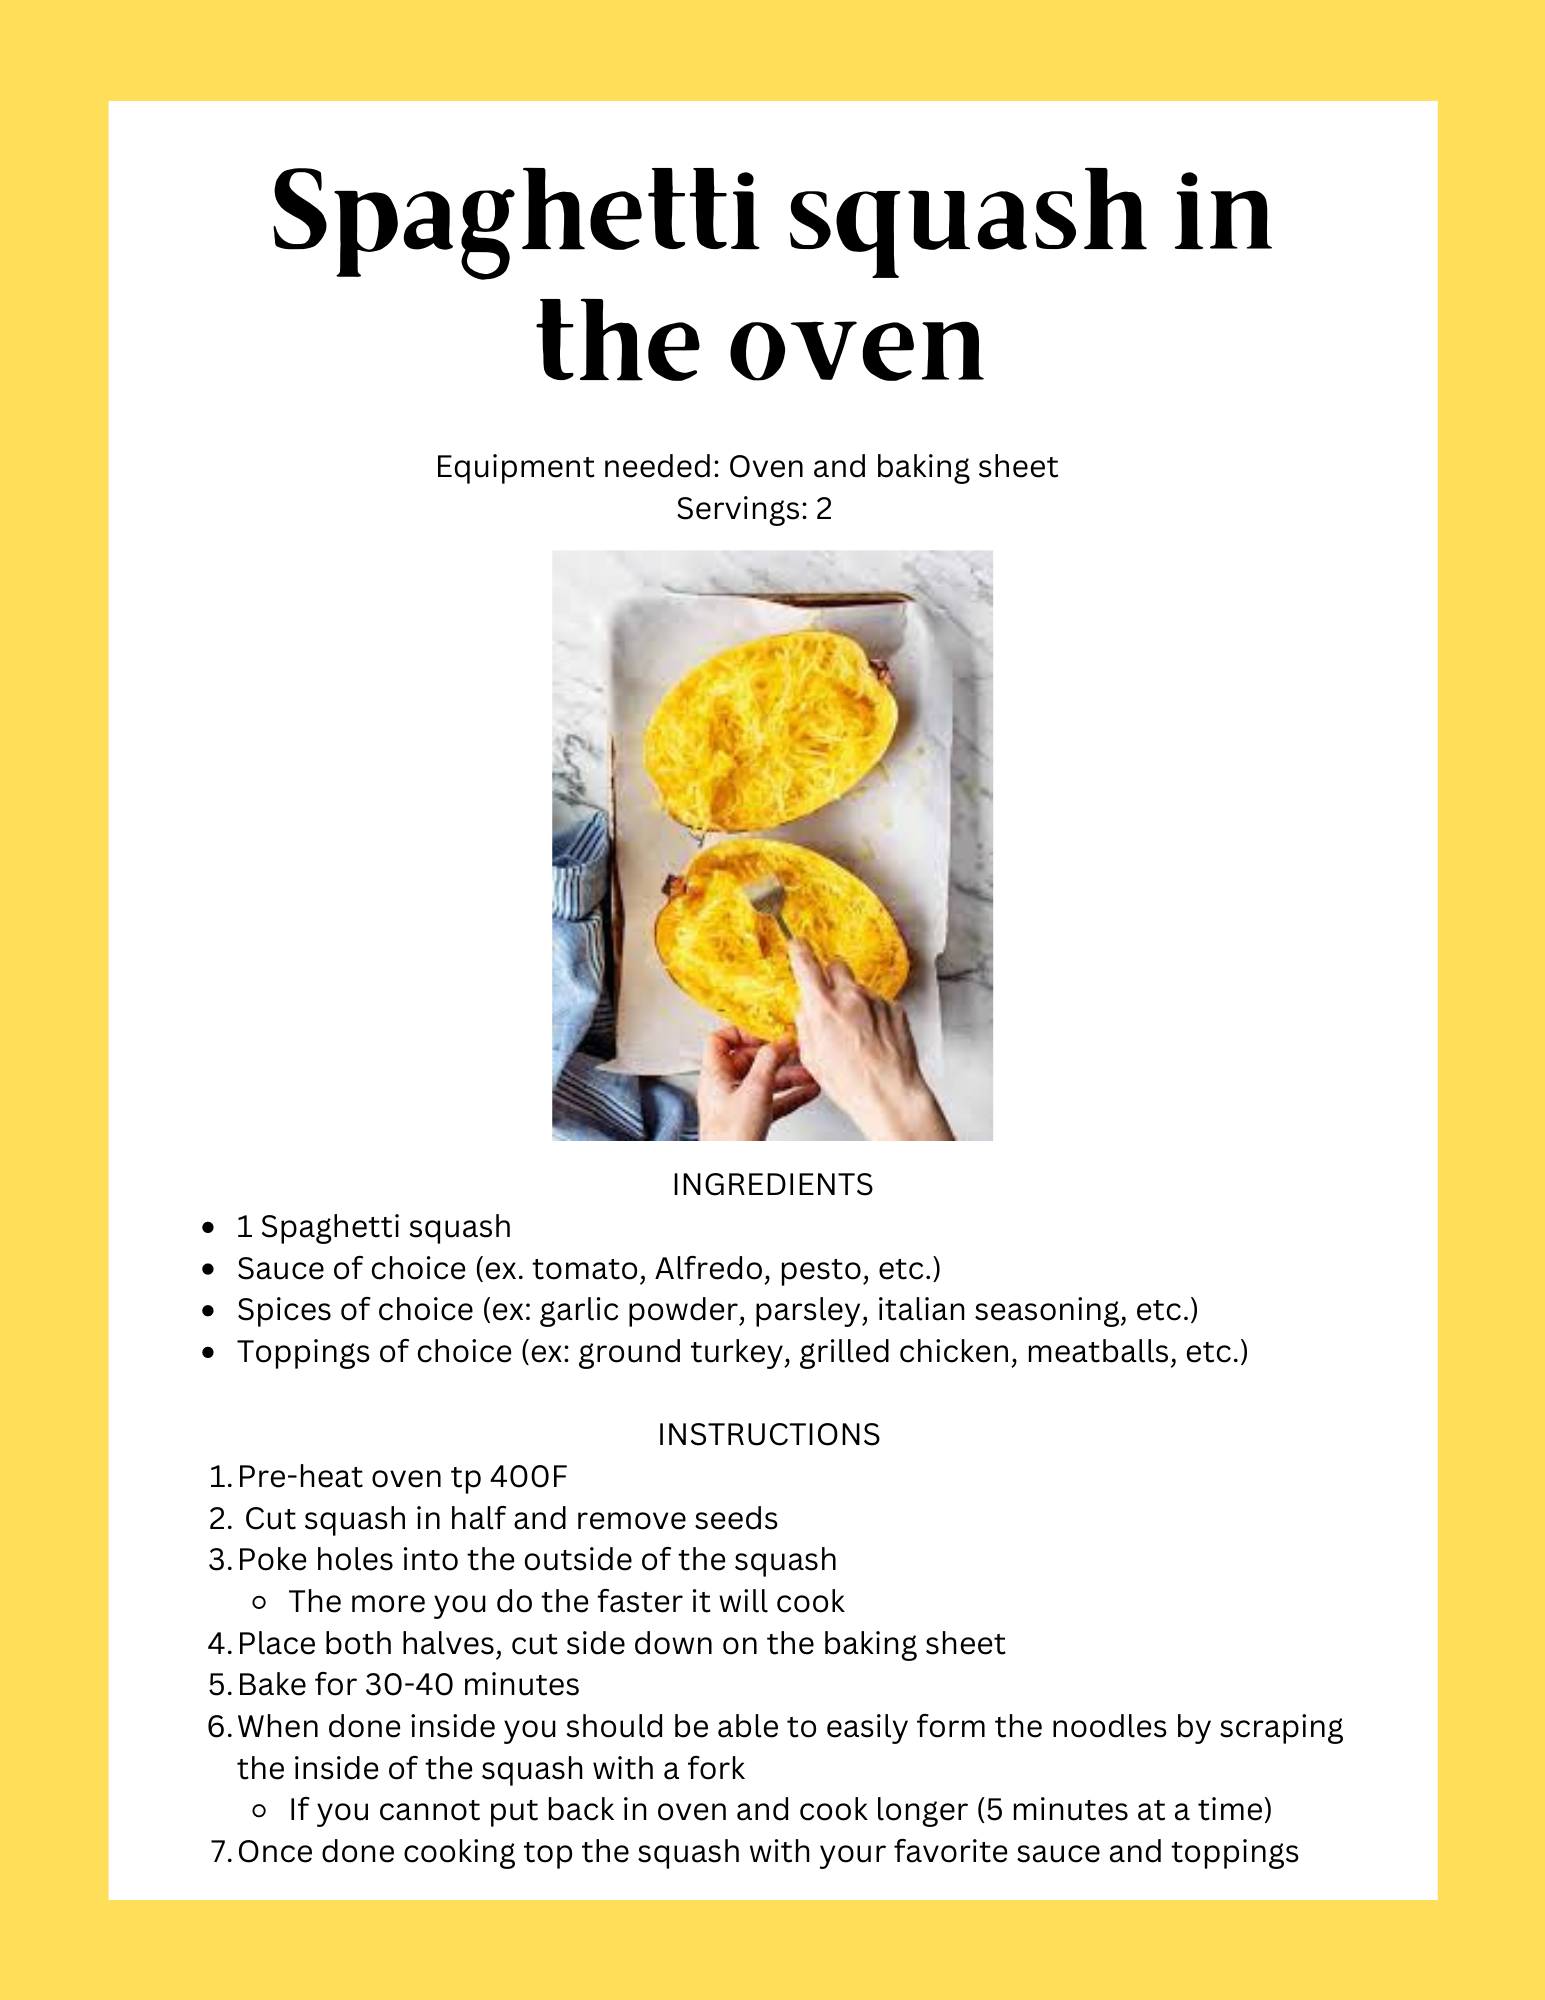 Spaghetti squash in
the oven
Equipment needed: Oven and baking sheet
Servings: 2
INGREDIENTS
• 1 Spaghetti squash
• Sauce of choice (ex. tomato, Alfredo, pesto, etc.)
• Spices of choice (ex: garlic powder, parsley, italian seasoning, etc.)
• Toppings of choice (ex: ground turkey, grilled chicken, meatballs, etc.)
INSTRUCTIONS
1. Pre-heat oven tp 400F
2. Cut squash in half and remove seeds
3. Poke holes into the outside of the squash
◦ The more you do the faster it will cook
4. Place both halves, cut side down on the baking sheet
5. Bake for 30-40 minutes
6. When done inside you should be able to easily form the noodles by scraping
the inside of the squash with a fork
◦ If you cannot put back in oven and cook longer (5 minutes at a time)
7. Once done cooking top the squash with your favorite sauce and toppings